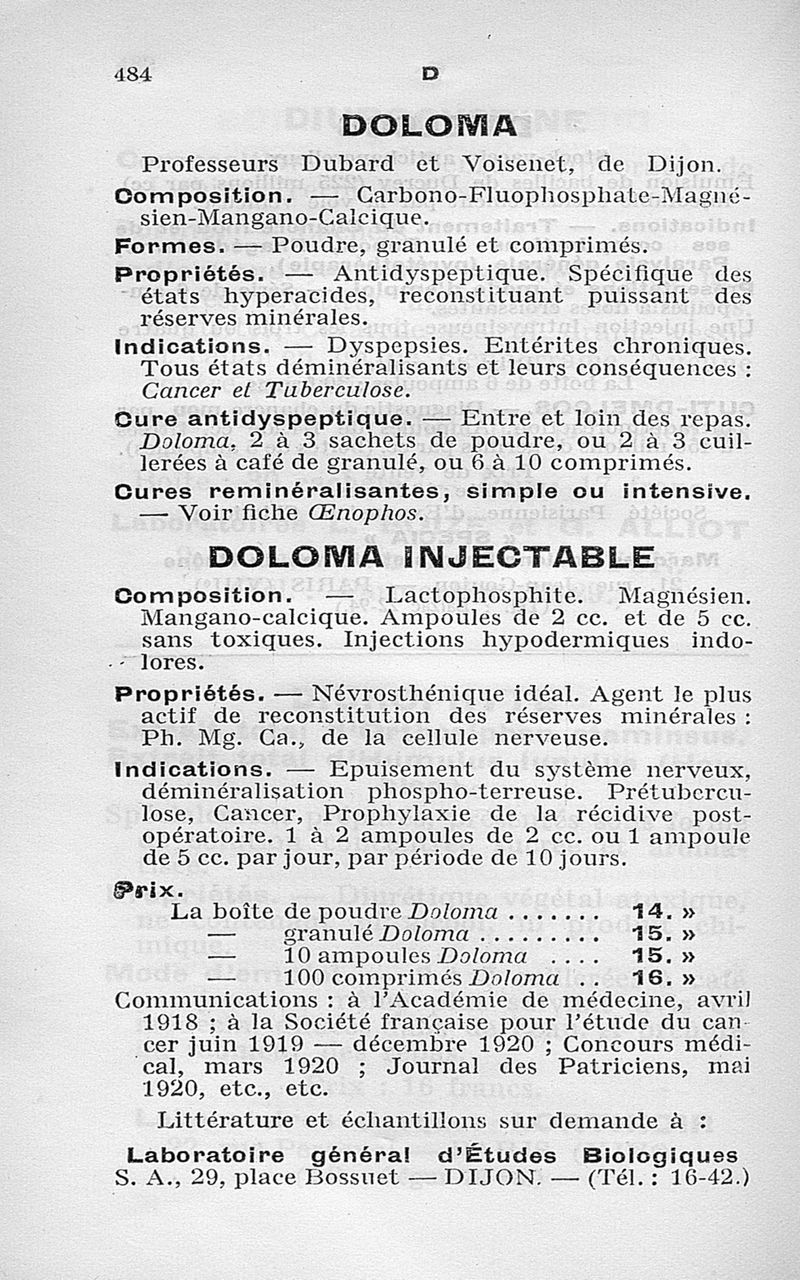 484
D
DOLOMA
Professeurs Dubard et Voisenet, de Dijon.
Composition. — Carbono-Fluophosphate-Magné-
sien-Mangano-Calcique.
Formes. — Poudre, granulé et comprimés.
Propriétés. — Antidyspeptique. Spécifique des
états hyperacides, reconstituant puissant des
réserves minérales.
Indications. — Dyspepsies. Entérites chroniques.
Tous états déminéralisants et leurs conséquences :
Cancer et Tuberculose.
Cure antidyspeptique. — Entre et loin des repas.
Doloma, 2 à 3 sachets de poudre, ou 2 à 3 cuil-
lerées à café de granulé, ou 6 à 10 comprimés.
Cures reminéralisantes, simple ou intensive.
— Voir fiche Œnophos.
DOLOMA INJECTABLE
Composition. — Lactophosphite. Magnésien.
Mangano-calcique. Ampoules de 2 cc. et de 5 cc.
sans toxiques. Injections hypodermiques indo-
lores.
Propriétés. — Névrosthénique idéal. Agent le plus
actif de reconstitution des réserves minérales :
Ph. Mg. Ca., de la cellule nerveuse.
Indications. — Epuisement du système nerveux,
déminéralisation phospho-terreuse. Prétubercu-
lose, Cancer, Prophylaxie de la récidive post-
opératoire. 1 à 2 ampoules de 2 cc. ou 1 ampoule
de 5 cc. par jour, par période de 10 jours.
Prix.
La boîte de poudre Doloma ....... 14. »
— granulé Doloma ......... 15. »
— 10 ampoules Doloma .... 15. »
— 100 comprimés Doloma .. 16. »
Communications : à l'Académie de médecine, avril
1918 ; à la Société française pour l'étude du can-
cer juin 1919 — décembre 1920 ; Concours médi-
cal, mars 1920 ; Journal des Patriciens, mai
1920, etc., etc.
Littérature et échantillons sur demande à :
Laboratoire général d'Études Biologiques
S. A., 29, place Bossuet — DIJON. — (Tél. : 16-42.)